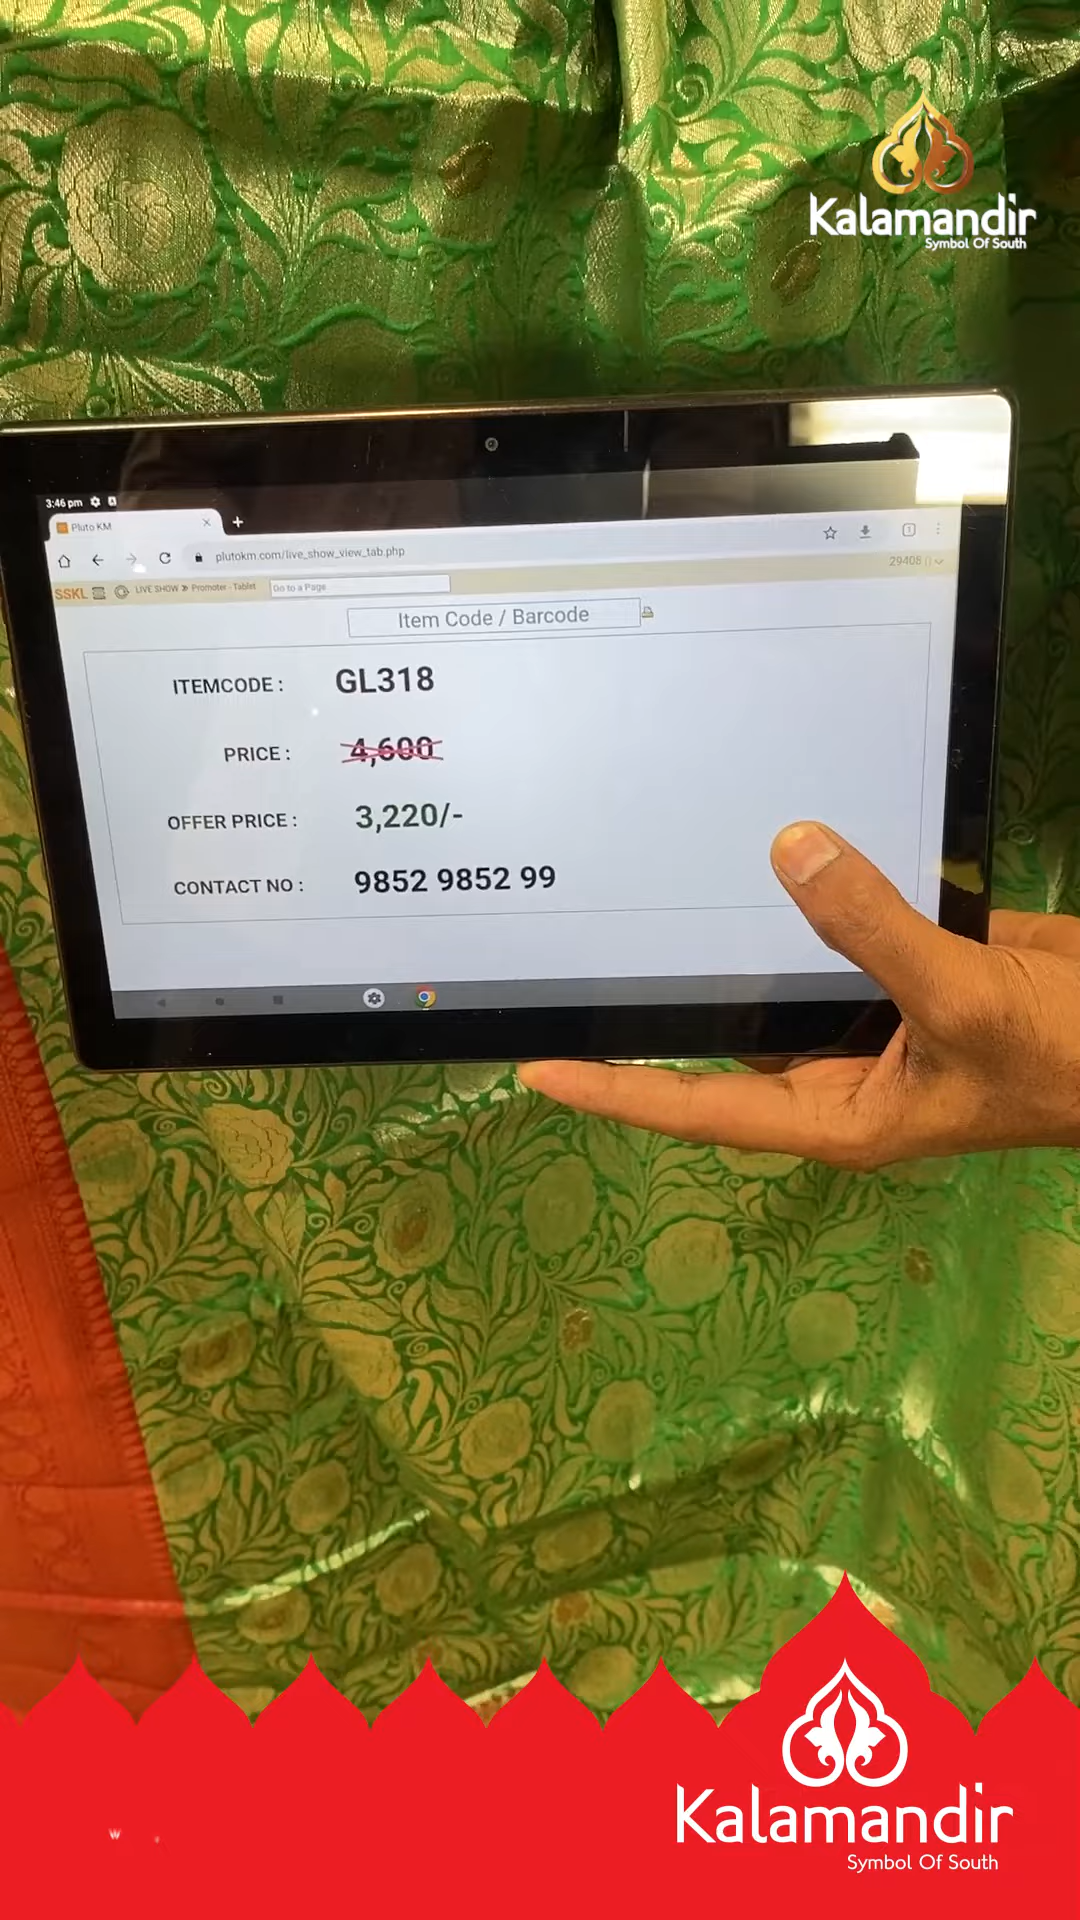 Kalamandir
Symbol Of South
3:46 pm
Pluto KM
plutokm.com/live_show_view_tab.php
29408
SSKL
LIVE SHOW » Promoter - Tablet
Go to a Page
Item Code / Barcode
ITEMCODE : GL318
PRICE : 4,600
OFFER PRICE : 3,220/-
CONTACT NO : 9852 9852 99
Kalamandir
Symbol Of South